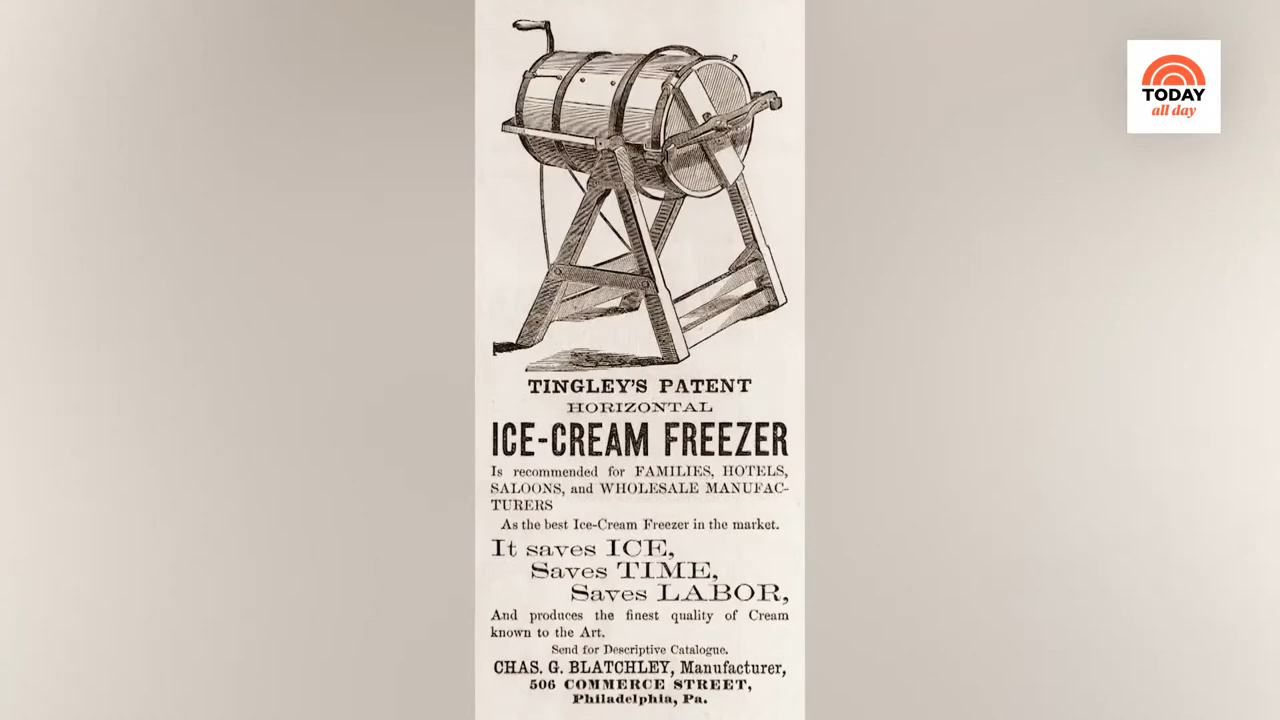 TODAY
all day
TINGLEY'S PATENT
HORIZONTAL
ICE-CREAM FREEZER
Is recommended for FAMILIES, HOTELS,
SALOONS, and WHOLESALE MANUFAC-
TURERS
As the best Ice-Cream Freezer in the market.
It saves ICE,
Saves TIME,
Saves LABOR,
And produces the finest quality of Cream
known to the Art.
Send for Descriptive Catalogue.
CHAS. G. BLATCHLEY, Manufacturer,
506 COMMERCE STREET,
Philadelphia, Pa.